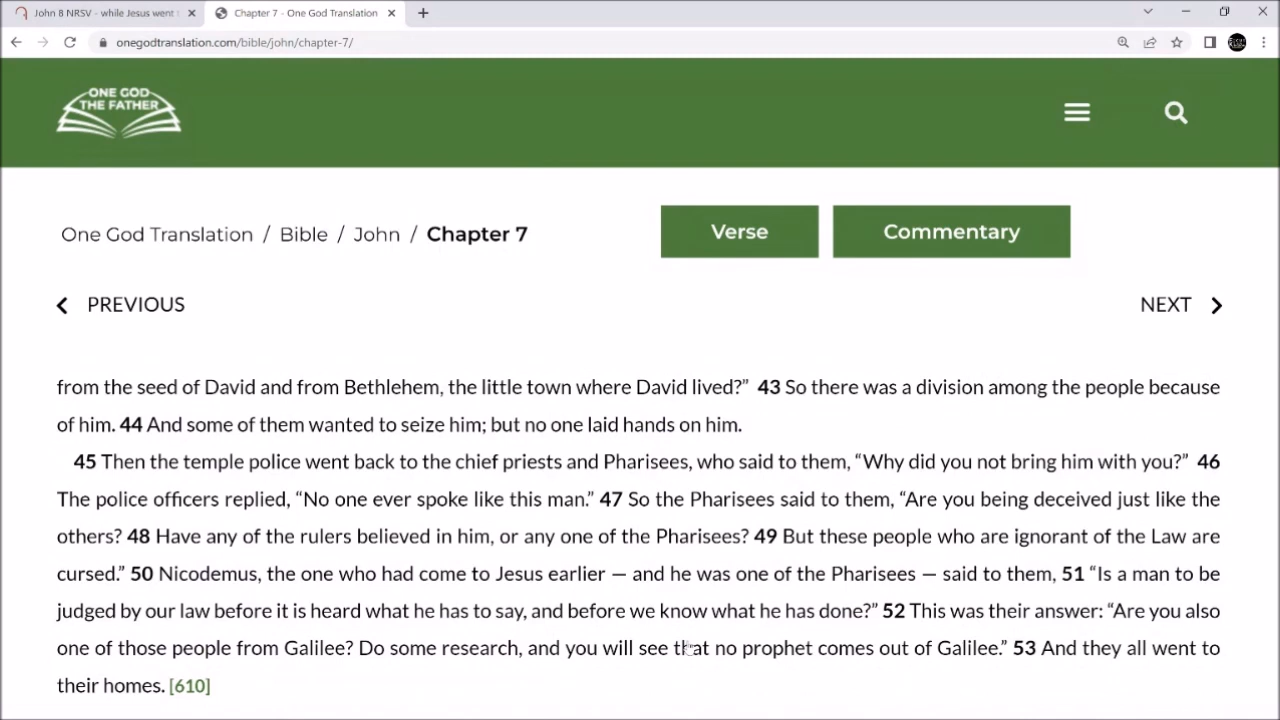 John 8 NRSV - while Jesus went
Chapter 7 - One God Translation
onegodtranslation.com/bible/john/chapter-7/
ONE GOD
THE FATHER
One God Translation / Bible / John / Chapter 7
Verse
Commentary
PREVIOUS
NEXT
from the seed of David and from Bethlehem, the little town where David lived?” 43 So there was a division among the people because
of him. 44 And some of them wanted to seize him; but no one laid hands on him.
45 Then the temple police went back to the chief priests and Pharisees, who said to them, “Why did you not bring him with you?” 46
The police officers replied, “No one ever spoke like this man.” 47 So the Pharisees said to them, “Are you being deceived just like the
others? 48 Have any of the rulers believed in him, or any one of the Pharisees? 49 But these people who are ignorant of the Law are
cursed.” 50 Nicodemus, the one who had come to Jesus earlier — and he was one of the Pharisees — said to them, 51 “Is a man to be
judged by our law before it is heard what he has to say, and before we know what he has done?” 52 This was their answer: “Are you also
one of those people from Galilee? Do some research, and you will see that no prophet comes out of Galilee.” 53 And they all went to
their homes. [610]